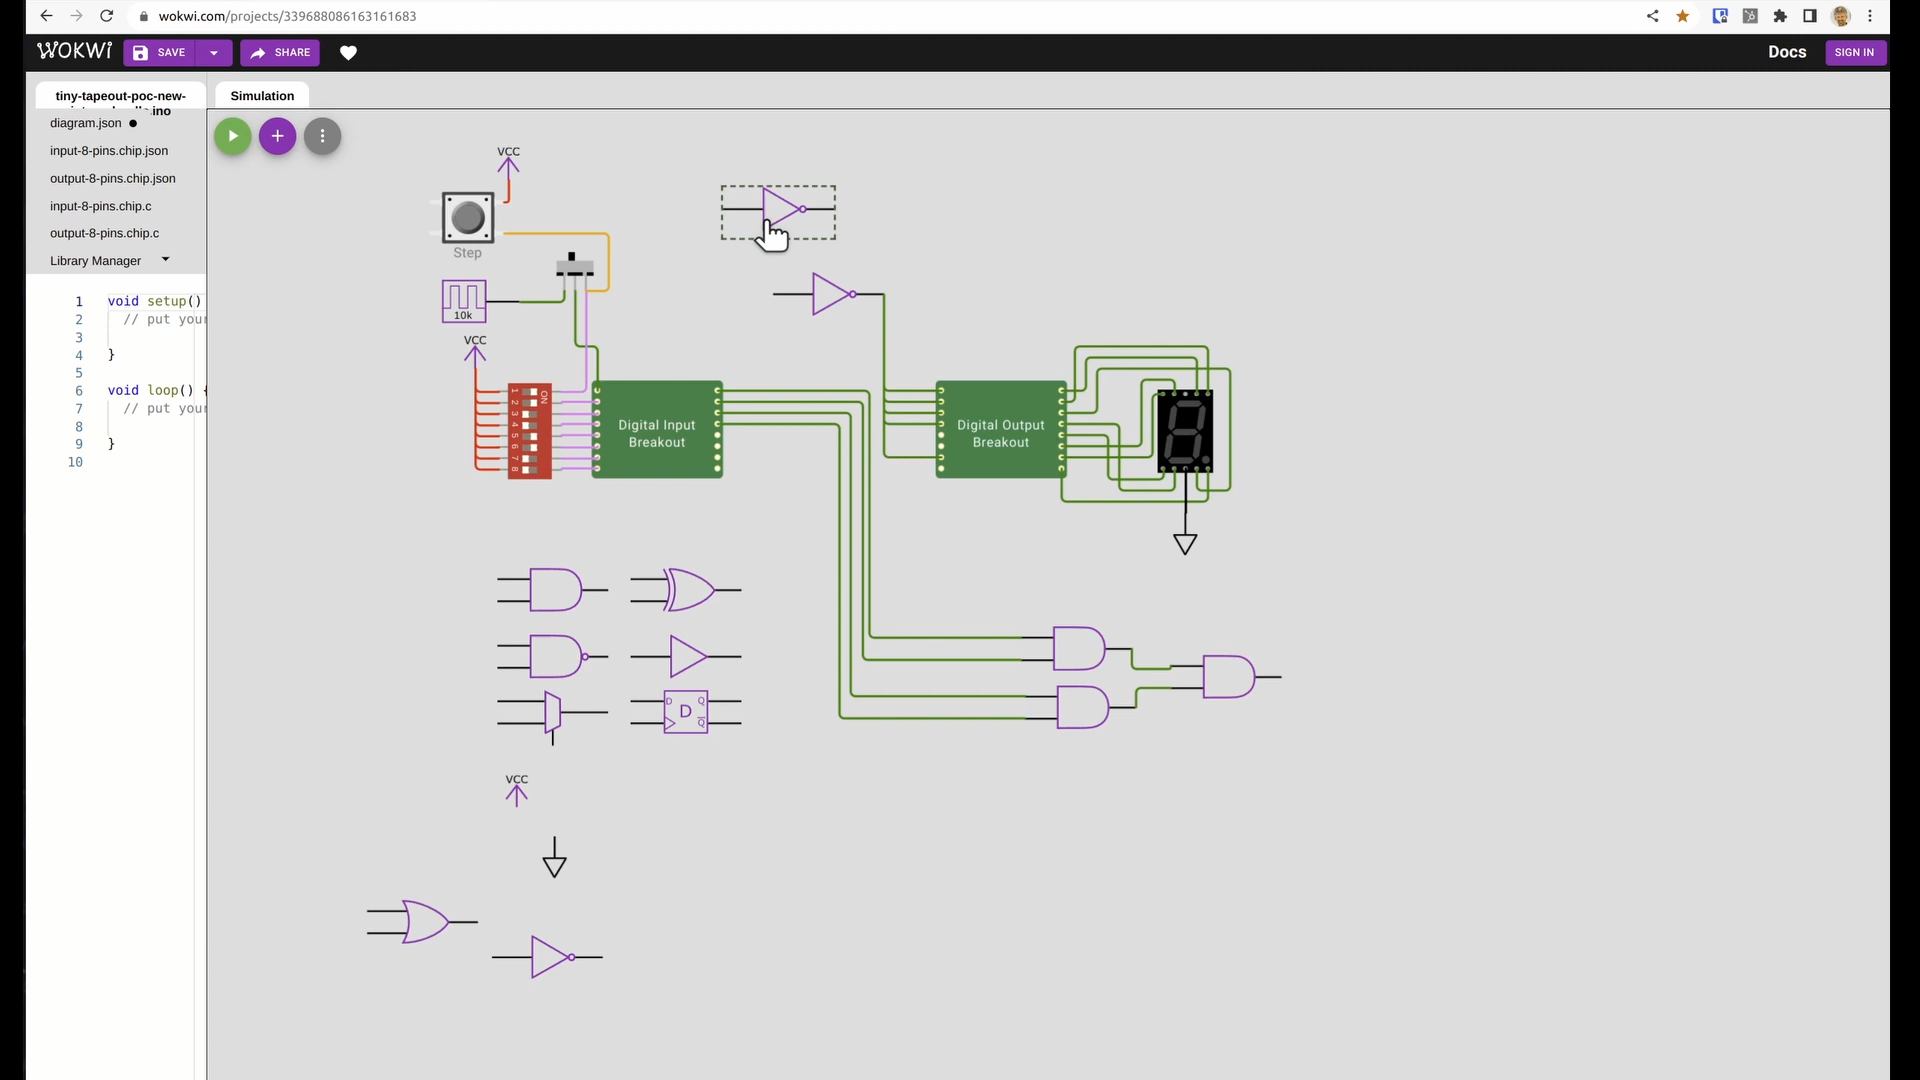 wokwi.com/projects/339688086163161683
WOKWI
SAVE
SHARE
Docs
SIGN IN
tiny-tapeout-poc-new-
.ino
Simulation
diagram.json
input-8-pins.chip.json
output-8-pins.chip.json
input-8-pins.chip.c
output-8-pins.chip.c
Library Manager
1 void setup()
2 // put your
3
4 }
5
6 void loop() {
7 // put your
8
9 }
10
VCC
Step
10k
VCC
ON
1
2
3
4
5
6
7
8
Digital Input
Breakout
Digital Output
Breakout
D Q
D
Q
VCC